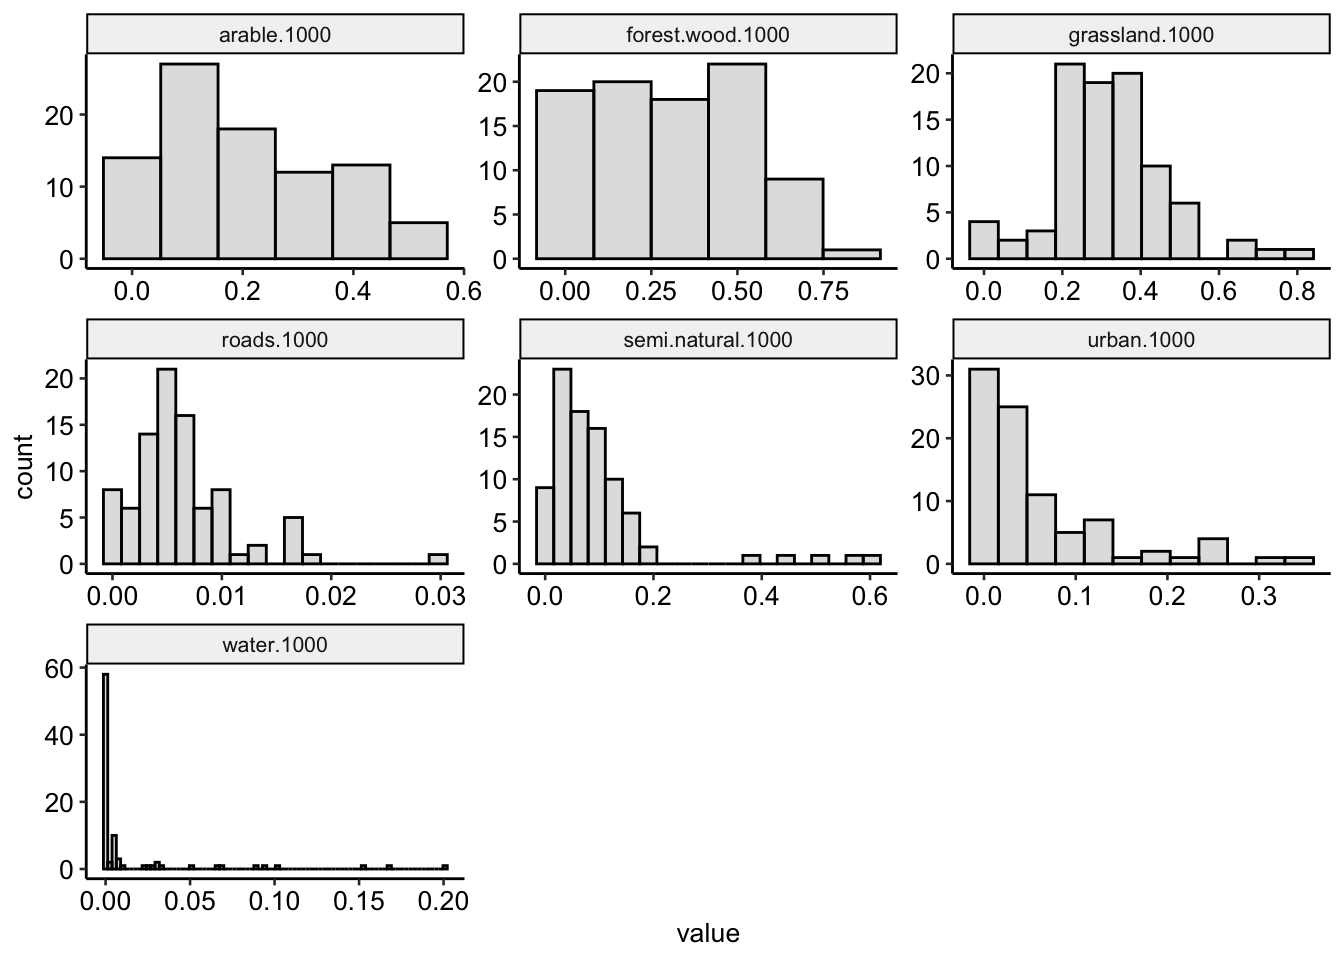 arable.1000
forest.wood.1000
grassland.1000
20
10
0
20
15
10
5
0
20
15
10
5
0
0.0 0.2 0.4 0.6
0.00 0.25 0.50 0.75
0.0 0.2 0.4 0.6 0.8
roads.1000
semi.natural.1000
urban.1000
count
20
15
10
5
0
20
15
10
5
0
30
20
10
0
0.00 0.01 0.02 0.03
0.0 0.2 0.4 0.6
0.0 0.1 0.2 0.3
water.1000
60
40
20
0
0.00 0.05 0.10 0.15 0.20
value